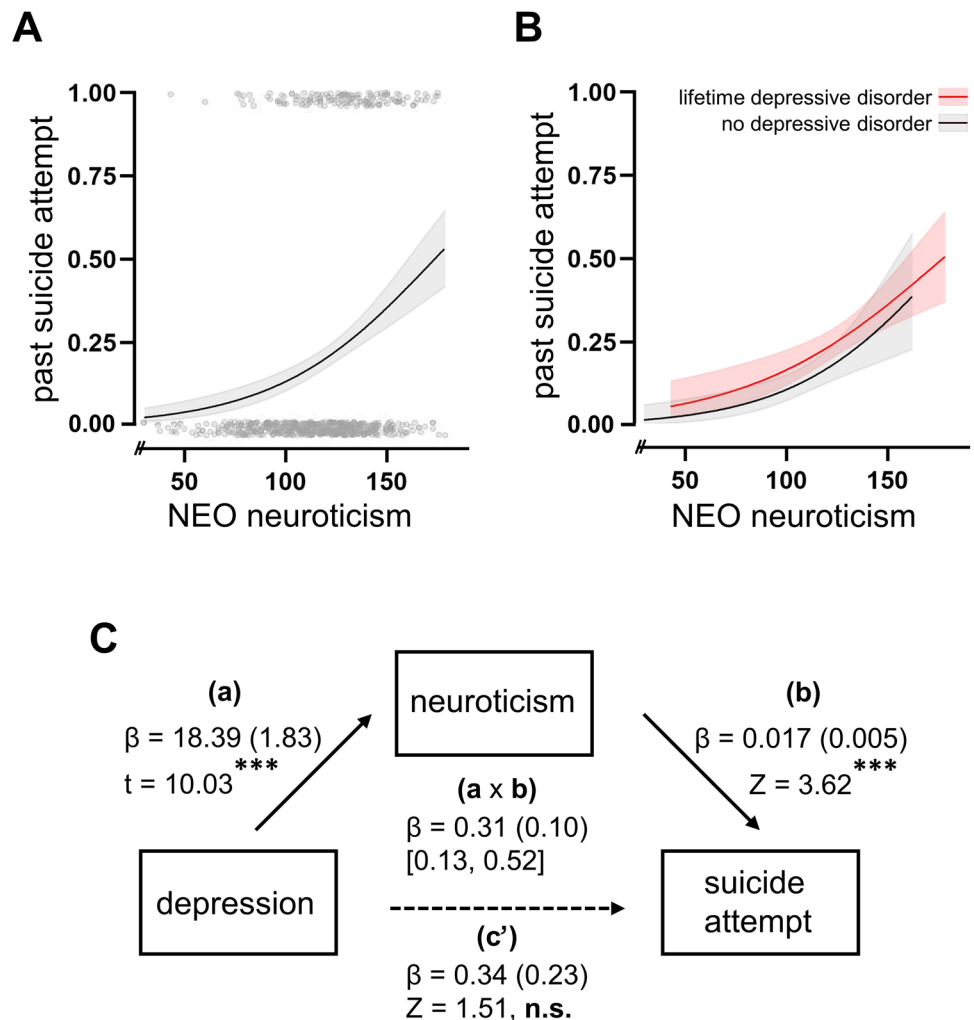 A
past suicide attempt
1.00
0.75
0.50
0.25
0.00
50 100 150
NEO neuroticism
B
past suicide attempt
1.00
0.75
0.50
0.25
0.00
lifetime depressive disorder
no depressive disorder
50 100 150
NEO neuroticism
C
(a)
β = 18.39 (1.83)
t = 10.03***
neuroticism
(b)
β = 0.017 (0.005)
Z = 3.62***
(a x b)
β = 0.31 (0.10)
[0.13, 0.52]
depression
suicide
attempt
(c’)
β = 0.34 (0.23)
Z = 1.51, n.s.